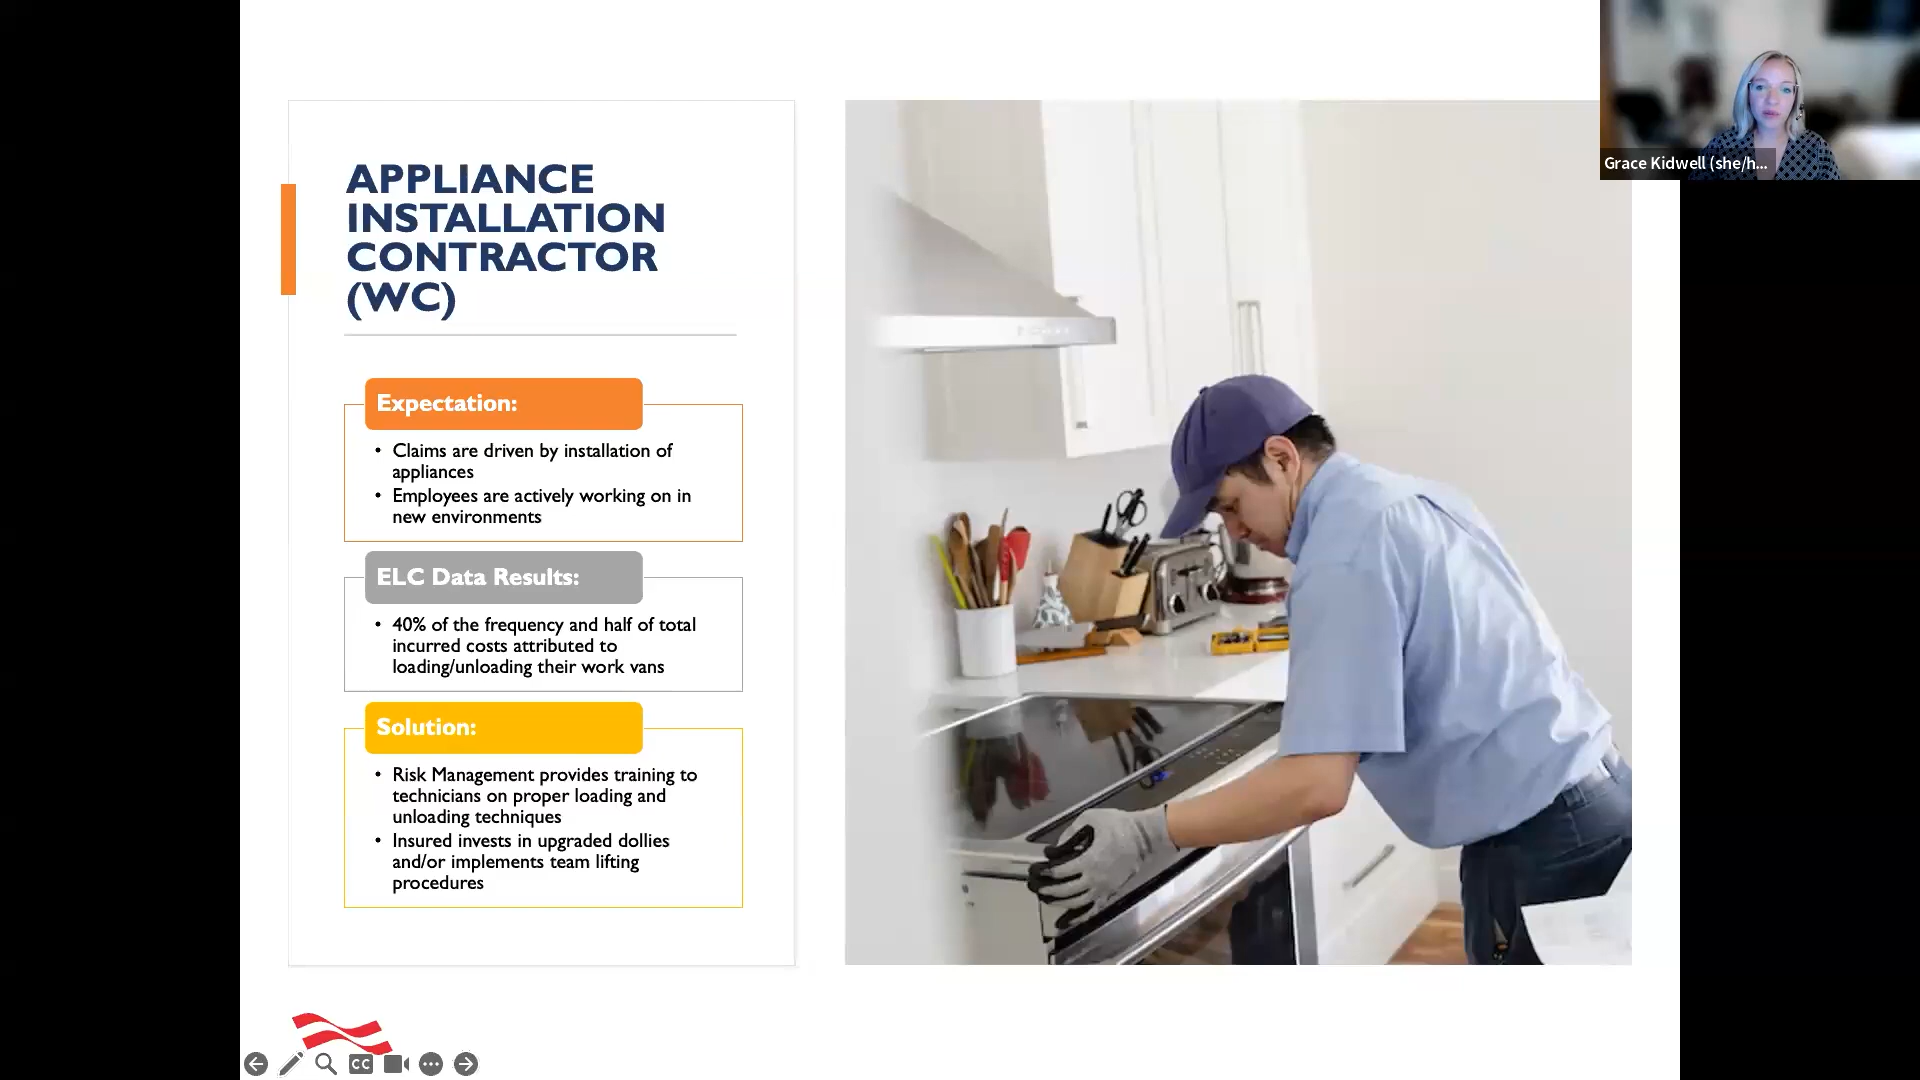 APPLIANCE
INSTALLATION
CONTRACTOR
(WC)
Expectation:
• Claims are driven by installation of
appliances
• Employees are actively working on in
new environments
ELC Data Results:
• 40% of the frequency and half of total
incurred costs attributed to
loading/unloading their work vans
Solution:
• Risk Management provides training to
technicians on proper loading and
unloading techniques
• Insured invests in upgraded dollies
and/or implements team lifting
procedures
Grace Kidwell (she/h...
CC